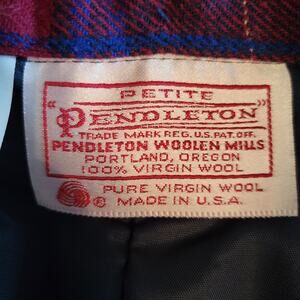 PETITE
"PENDLETON"
TRADE MARK REG. U.S. PAT. OFF.
PENDLETON WOOLEN MILLS
PORTLAND, OREGON
100% VIRGIN WOOL
PURE VIRGIN WOOL
® MADE IN U.S.A.